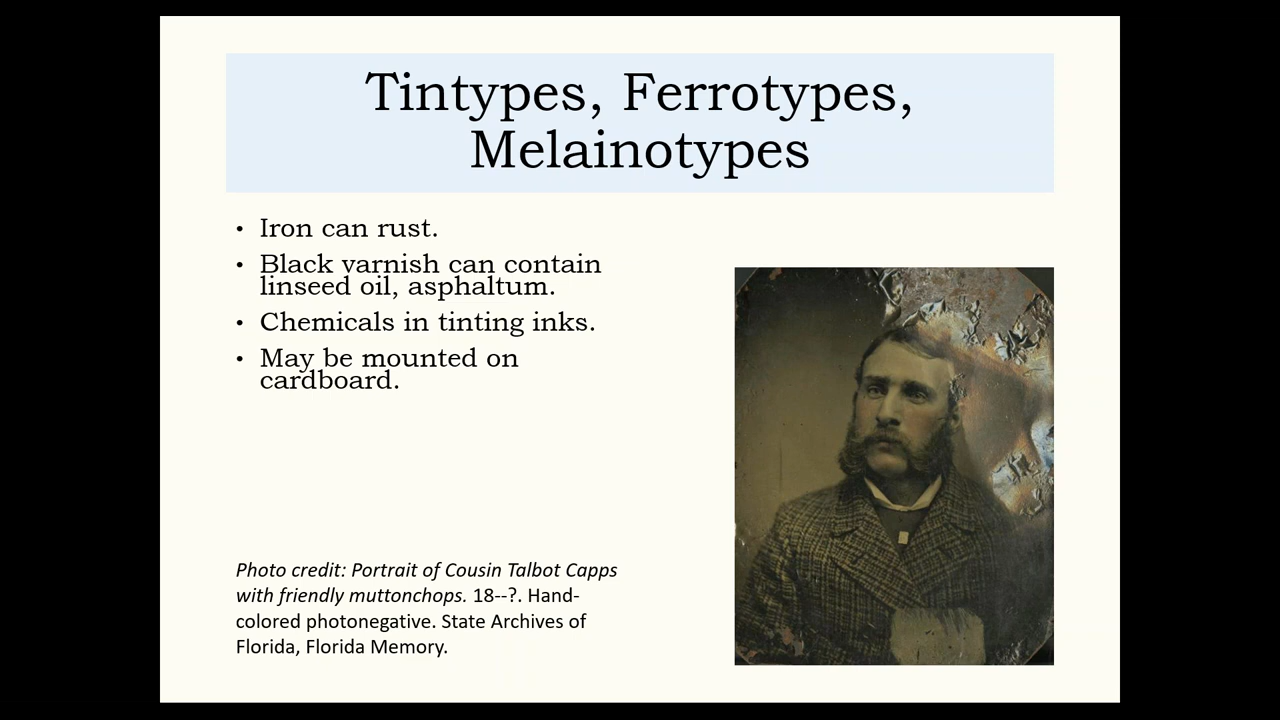 Tintypes, Ferrotypes,
Melainotypes
• Iron can rust.
• Black varnish can contain
linseed oil, asphaltum.
• Chemicals in tinting inks.
• May be mounted on
cardboard.
Photo credit: Portrait of Cousin Talbot Capps
with friendly muttonchops. 18--?. Hand-
colored photonegative. State Archives of
Florida, Florida Memory.